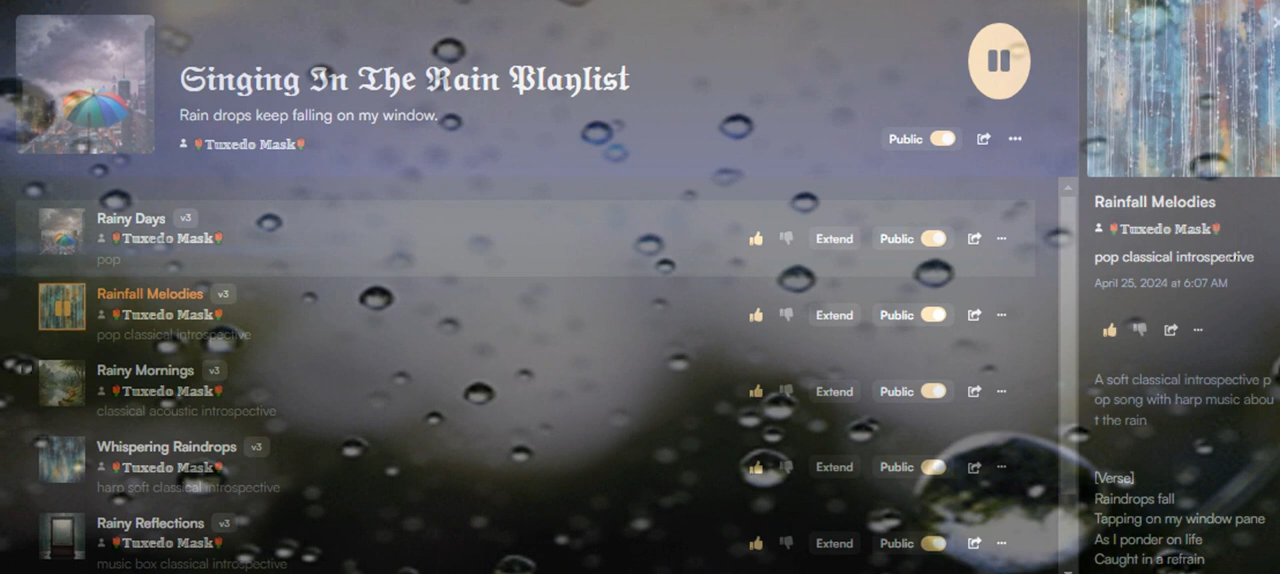 Singing In The Rain Playlist
Rain drops keep falling on my window.
🌹Tuxedo Mask🌹
Public
Rainy Days v3
🌹Tuxedo Mask🌹
pop
Extend Public
Rainfall Melodies v3
🌹Tuxedo Mask🌹
pop classical introspective
Extend Public
Rainy Mornings v3
🌹Tuxedo Mask🌹
classical acoustic introspective
Extend Public
Whispering Raindrops v3
🌹Tuxedo Mask🌹
harp soft classical introspective
Extend Public
Rainy Reflections v3
🌹Tuxedo Mask🌹
music box classical introspective
Extend Public
Rainfall Melodies
🌹Tuxedo Mask🌹
pop classical introspective
April 25, 2024 at 6:07 AM
A soft classical introspective p
op song with harp music abou
t the rain
[Verse]
Raindrops fall
Tapping on my window pane
As I ponder on life
Caught in a refrain